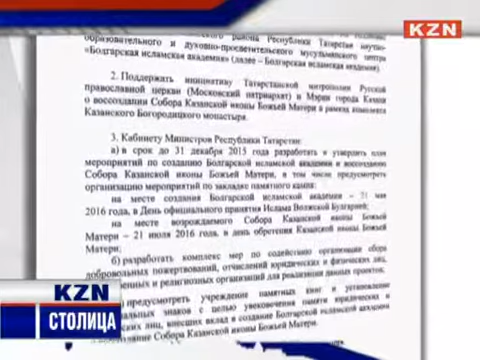 KZN
района Республики Татарстан научно-
образовательного и духовно-просветительского мусульманского центра
«Болгарская исламская академия» (далее – Болгарская исламская академия).
2. Поддержать инициативу Татарстанской митрополии Русской
православной церкви (Московский патриархат) и Мэрии города Казани
о воссоздании Собора Казанской иконы Божьей Матери в рамках комплекса
Казанского Богородицкого монастыря.
3. Кабинету Министров Республики Татарстан:
а) в срок до 31 декабря 2015 года разработать и утвердить план
мероприятий по созданию Болгарской исламской академии и воссозданию
Собора Казанской иконы Божьей Матери, в том числе предусмотреть
организацию мероприятий по закладке памятного камня:
на месте создания Болгарской исламской академии – 21 мая
2016 года, в День официального принятия Ислама Волжской Булгарией;
на месте возрождаемого Собора Казанской иконы Божьей
Матери – 21 июля 2016 года, в день обретения Казанской иконы Божьей
Матери;
б) разработать комплекс мер по содействию организации сбора
добровольных пожертвований, отчислений юридических и физических лиц,
и религиозных организаций для реализации данных проектов;
предусмотреть учреждение памятных книг и установление
знаков с целью увековечения памяти юридических и
лиц, внесших вклад в создание Болгарской исламской академии
Собора Казанской иконы Божьей Матери.
KZN
СТОЛИЦА